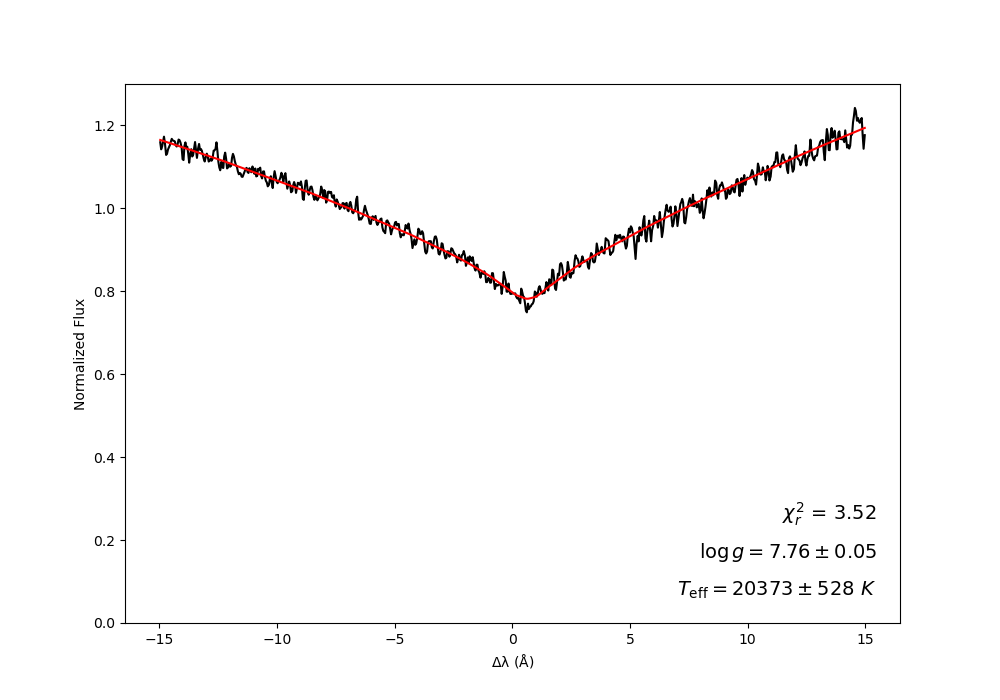 1.2
1.0
0.8
0.6
0.4
0.2
0.0
Normalized Flux
χ²ᵣ = 3.52
log g = 7.76 ± 0.05
T_eff = 20373 ± 528 K
−15 −10 −5 0 5 10 15
Δλ (Å)